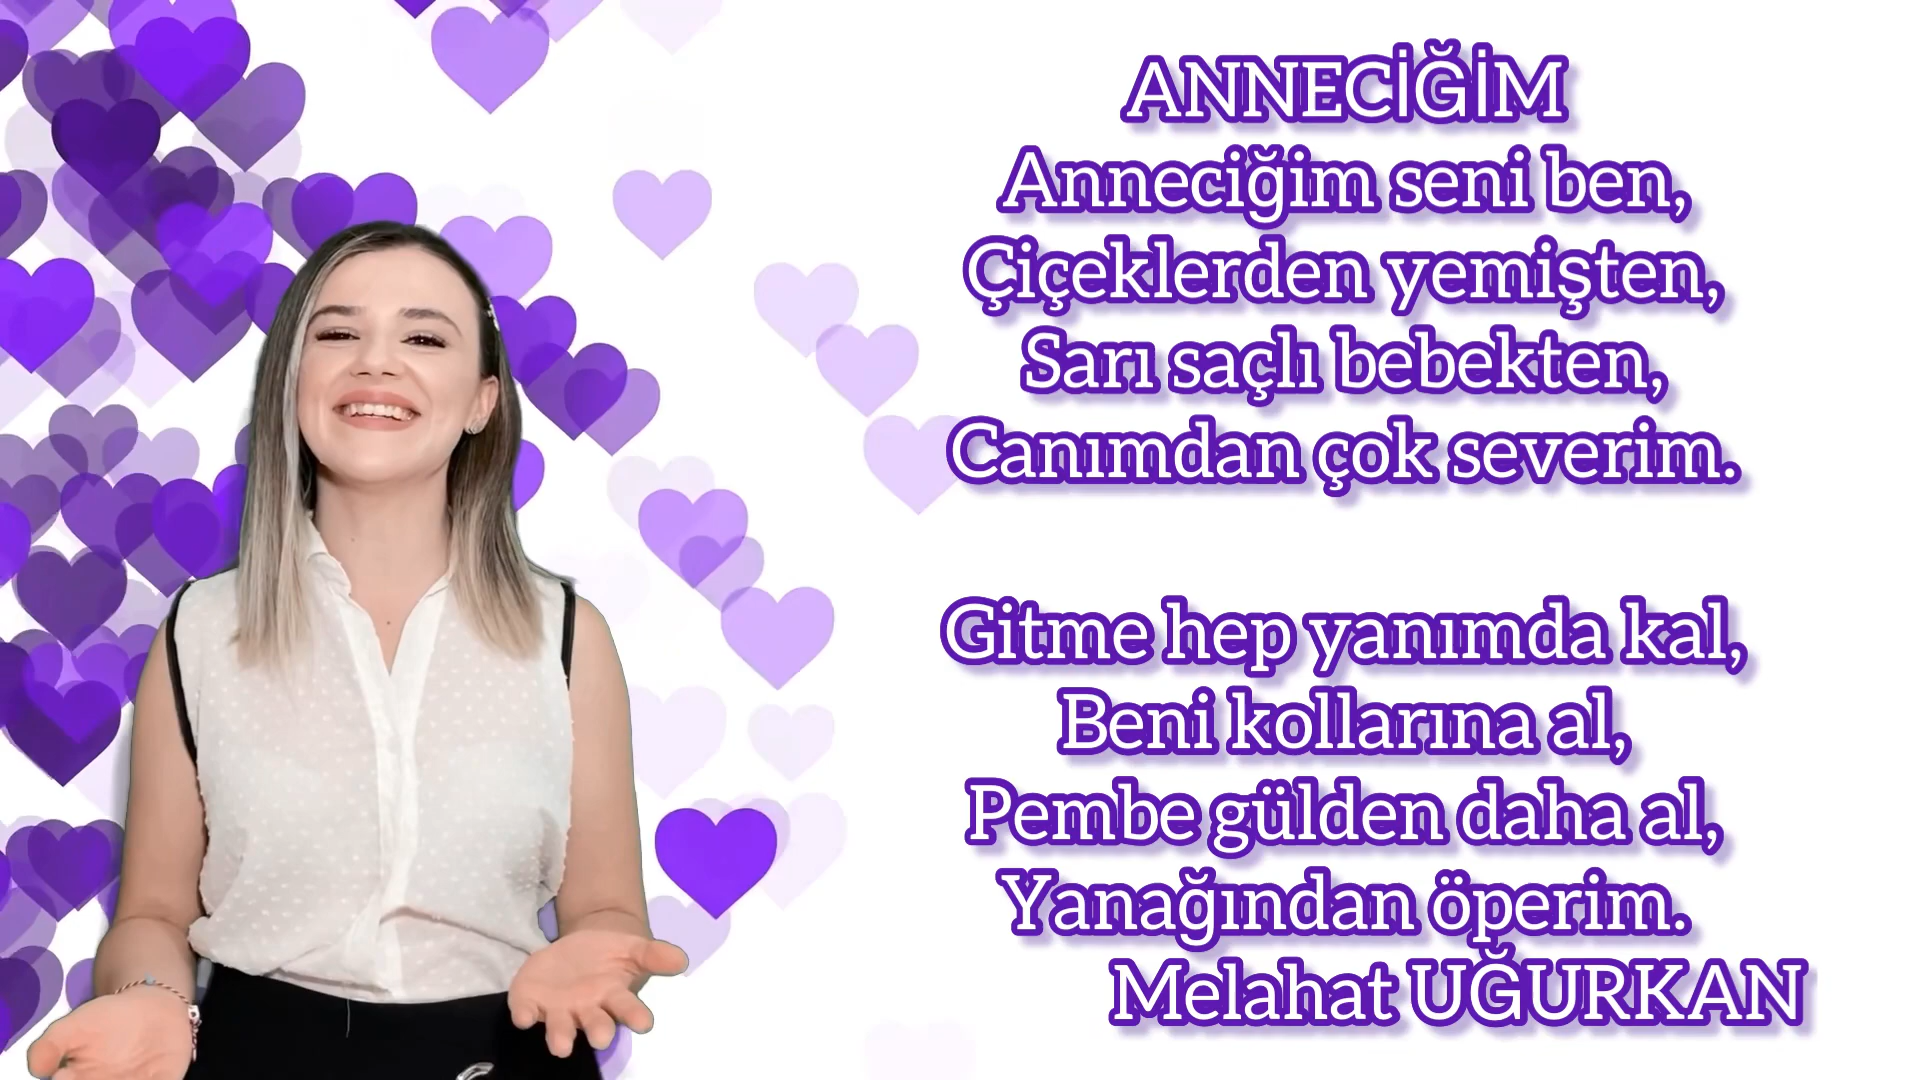 ANNECİĞİM
Anneciğim seni ben,
Çiçeklerden yemişten,
Sarı saçlı bebekten,
Canımdan çok severim.
Gitme hep yanımda kal,
Beni kollarına al,
Pembe gülden daha al,
Yanağından öperim.
Melahat UĞURKAN